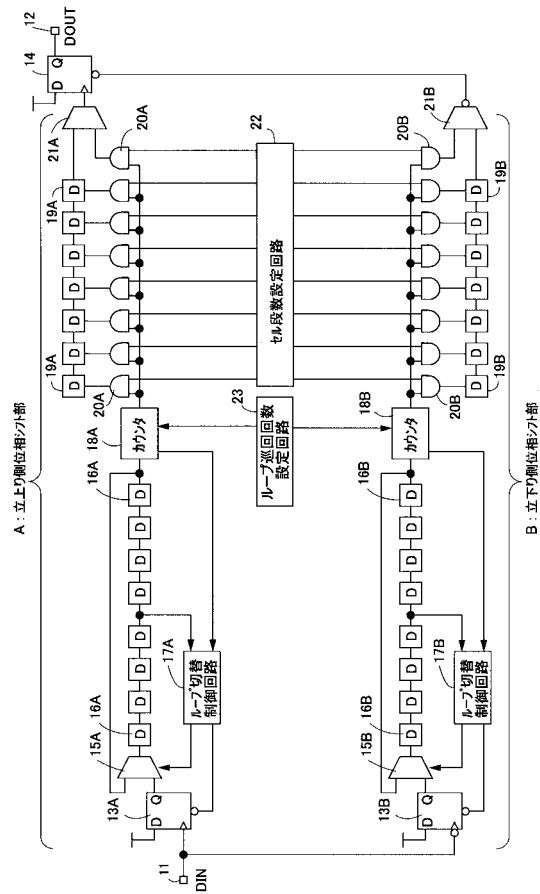 A：立上り側位相シフト部
11
DIN
13A
D
Q
15A
16A
D
D
D
D
D
D
D
D
16A
17A
ループ切替
制御回路
18A
カウンタ
19A
D
D
D
D
D
D
D
19A
20A
20A
21A
14
D
Q
12
DOUT
23
ループ巡回回数
設定回路
22
セル段数設定回路
13B
D
Q
15B
16B
D
D
D
D
D
D
D
D
16B
17B
ループ切替
制御回路
18B
カウンタ
20B
20B
19B
D
D
D
D
D
D
D
19B
21B
B：立下り側位相シフト部